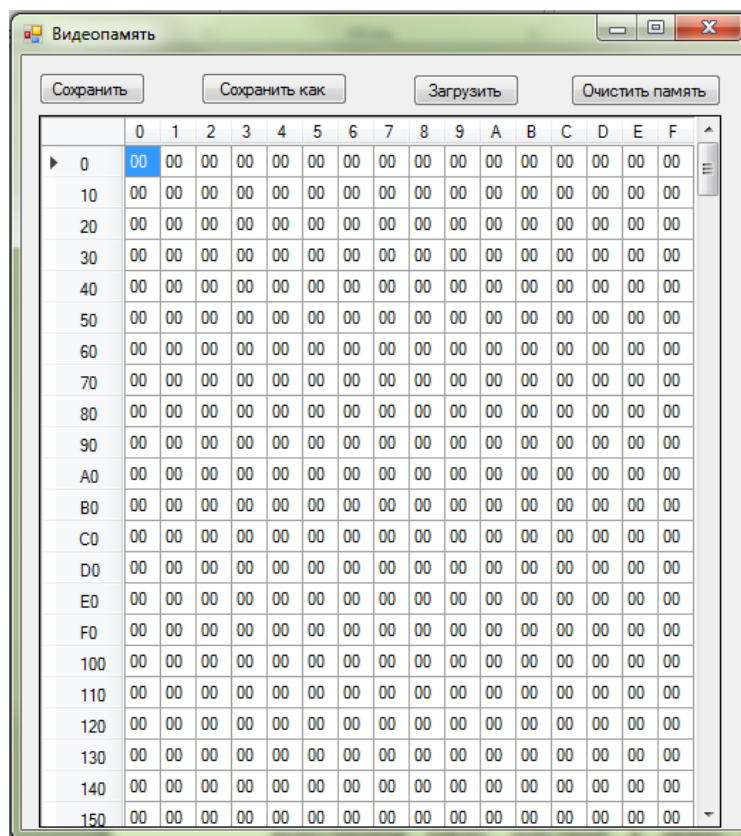 Видеопамять
Сохранить Сохранить как Загрузить Очистить память
0 1 2 3 4 5 6 7 8 9 A B C D E F
0 00 00 00 00 00 00 00 00 00 00 00 00 00 00 00 00
10 00 00 00 00 00 00 00 00 00 00 00 00 00 00 00 00
20 00 00 00 00 00 00 00 00 00 00 00 00 00 00 00 00
30 00 00 00 00 00 00 00 00 00 00 00 00 00 00 00 00
40 00 00 00 00 00 00 00 00 00 00 00 00 00 00 00 00
50 00 00 00 00 00 00 00 00 00 00 00 00 00 00 00 00
60 00 00 00 00 00 00 00 00 00 00 00 00 00 00 00 00
70 00 00 00 00 00 00 00 00 00 00 00 00 00 00 00 00
80 00 00 00 00 00 00 00 00 00 00 00 00 00 00 00 00
90 00 00 00 00 00 00 00 00 00 00 00 00 00 00 00 00
A0 00 00 00 00 00 00 00 00 00 00 00 00 00 00 00 00
B0 00 00 00 00 00 00 00 00 00 00 00 00 00 00 00 00
C0 00 00 00 00 00 00 00 00 00 00 00 00 00 00 00 00
D0 00 00 00 00 00 00 00 00 00 00 00 00 00 00 00 00
E0 00 00 00 00 00 00 00 00 00 00 00 00 00 00 00 00
F0 00 00 00 00 00 00 00 00 00 00 00 00 00 00 00 00
100 00 00 00 00 00 00 00 00 00 00 00 00 00 00 00 00
110 00 00 00 00 00 00 00 00 00 00 00 00 00 00 00 00
120 00 00 00 00 00 00 00 00 00 00 00 00 00 00 00 00
130 00 00 00 00 00 00 00 00 00 00 00 00 00 00 00 00
140 00 00 00 00 00 00 00 00 00 00 00 00 00 00 00 00
150 00 00 00 00 00 00 00 00 00 00 00 00 00 00 00 00